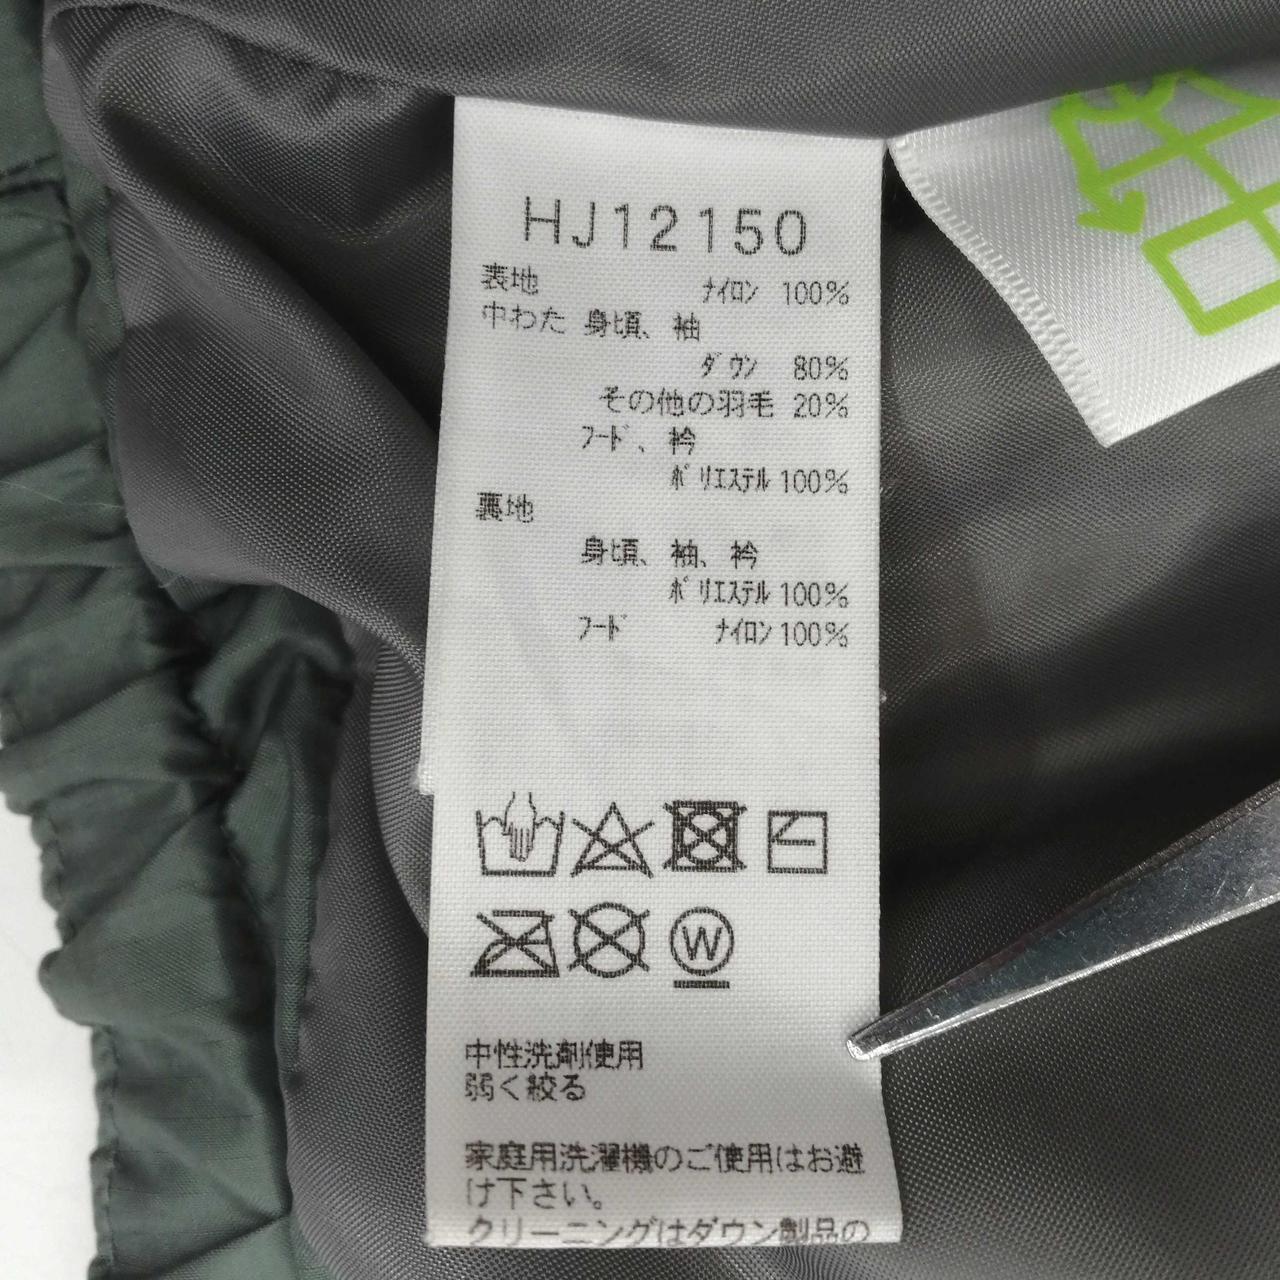 HJ12150
表地 ﾅｲﾛﾝ 100%
中わた 身頃、袖
ﾀﾞｳﾝ 80%
その他の羽毛 20%
ﾌｰﾄﾞ、衿
ﾎﾟﾘｴｽﾃﾙ 100%
裏地
身頃、袖、衿
ﾎﾟﾘｴｽﾃﾙ 100%
ﾌｰﾄﾞ ﾅｲﾛﾝ 100%
W
中性洗剤使用
弱く絞る
家庭用洗濯機のご使用はお避
け下さい。
クリーニングはダウン製品の